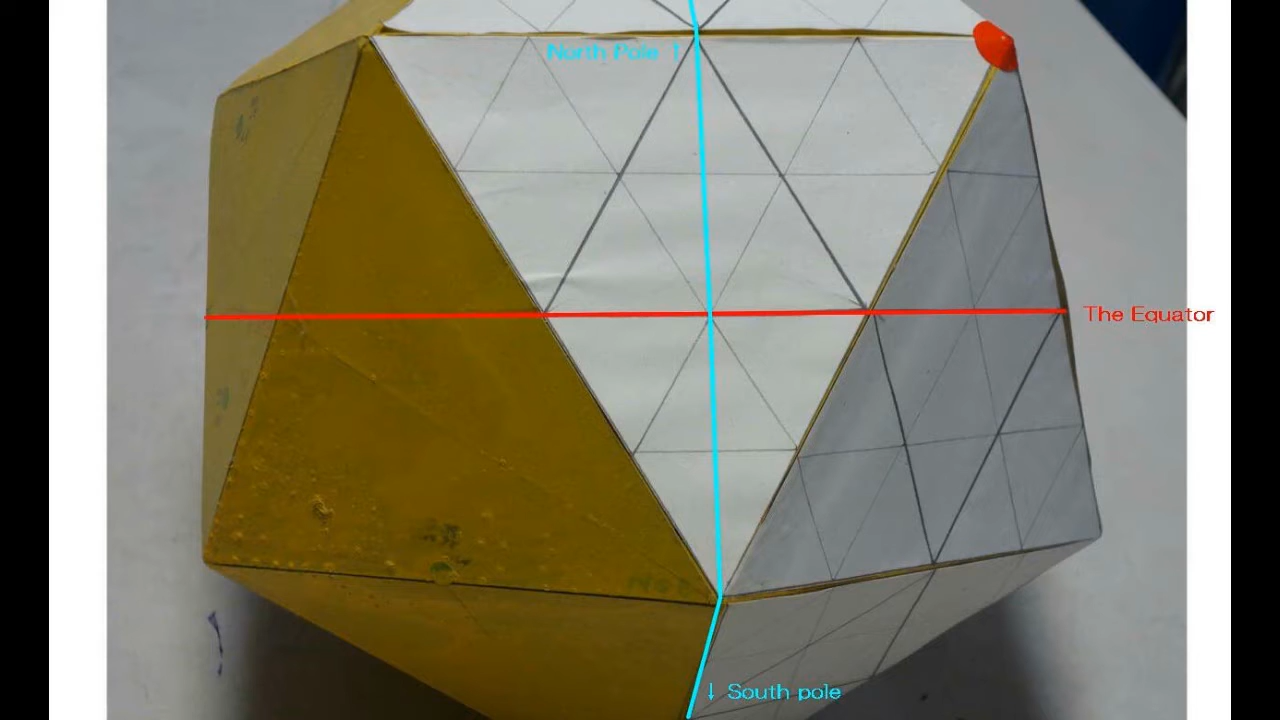 North Pole ↑
The Equator
↓ South pole